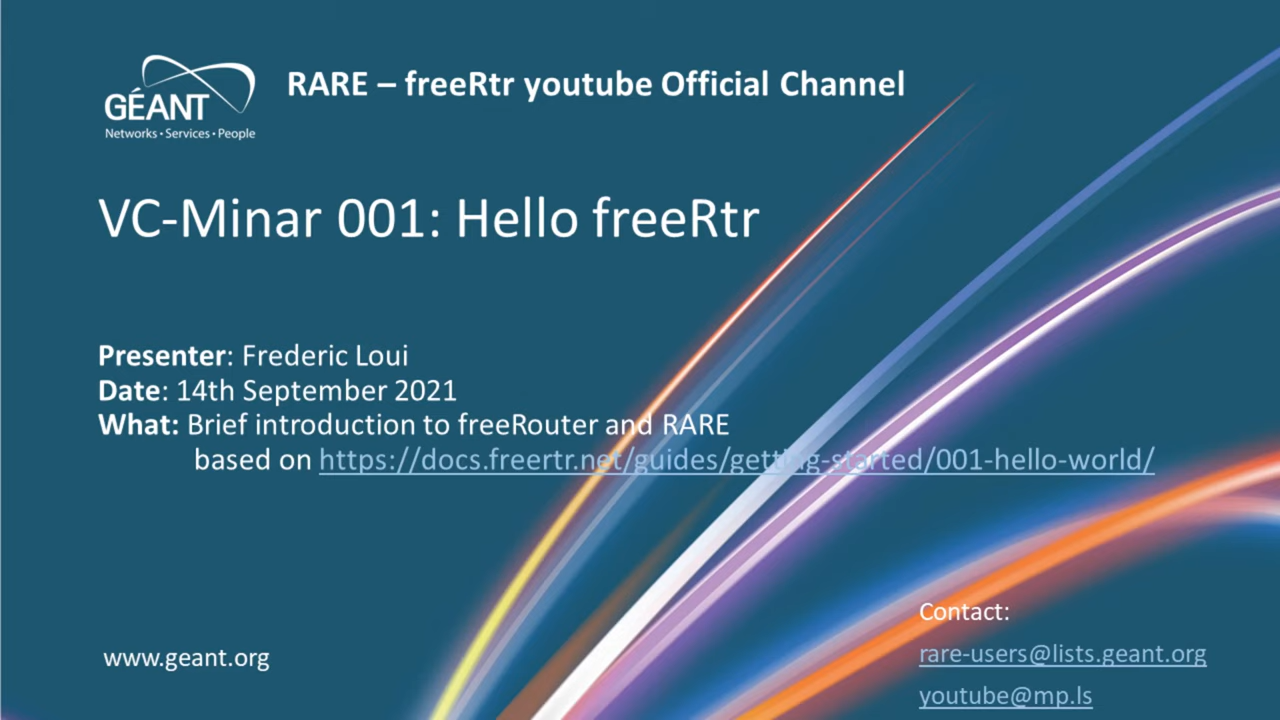 GÉANT
Networks • Services • People
RARE – freeRtr youtube Official Channel
VC-Minar 001: Hello freeRtr
Presenter: Frederic Loui
Date: 14th September 2021
What: Brief introduction to freeRouter and RARE
based on https://docs.freertr.net/guides/getting-started/001-hello-world/
Contact:
rare-users@lists.geant.org
youtube@mp.ls
www.geant.org